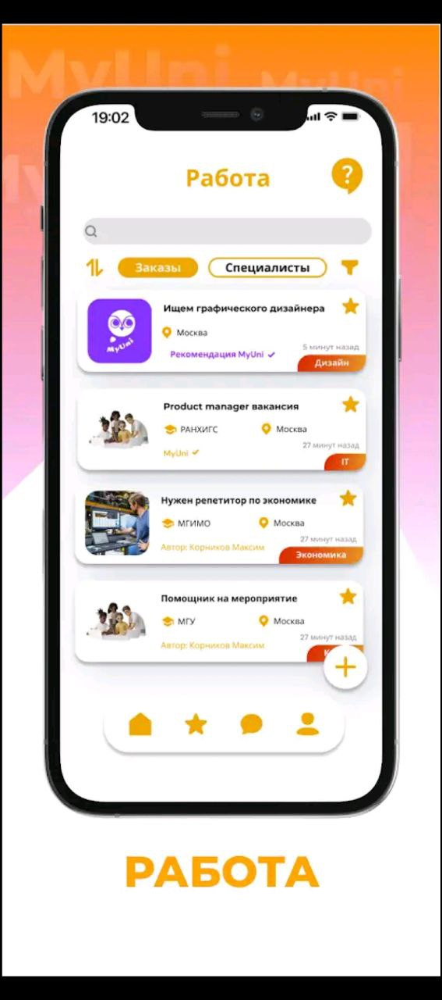 MyUni MyUni
19:02
Работа
?
Заказы Специалисты
Ищем графического дизайнера
Москва
5 минут назад
MyUni
Рекомендация MyUni
Дизайн
Product manager вакансия
РАНХИГС Москва
27 минут назад
MyUni
IT
Нужен репетитор по экономике
МГИМО Москва
27 минут назад
Автор: Корников Максим
Экономика
Помощник на мероприятие
МГУ Москва
27 минут назад
Автор: Корников Максим
РАБОТА